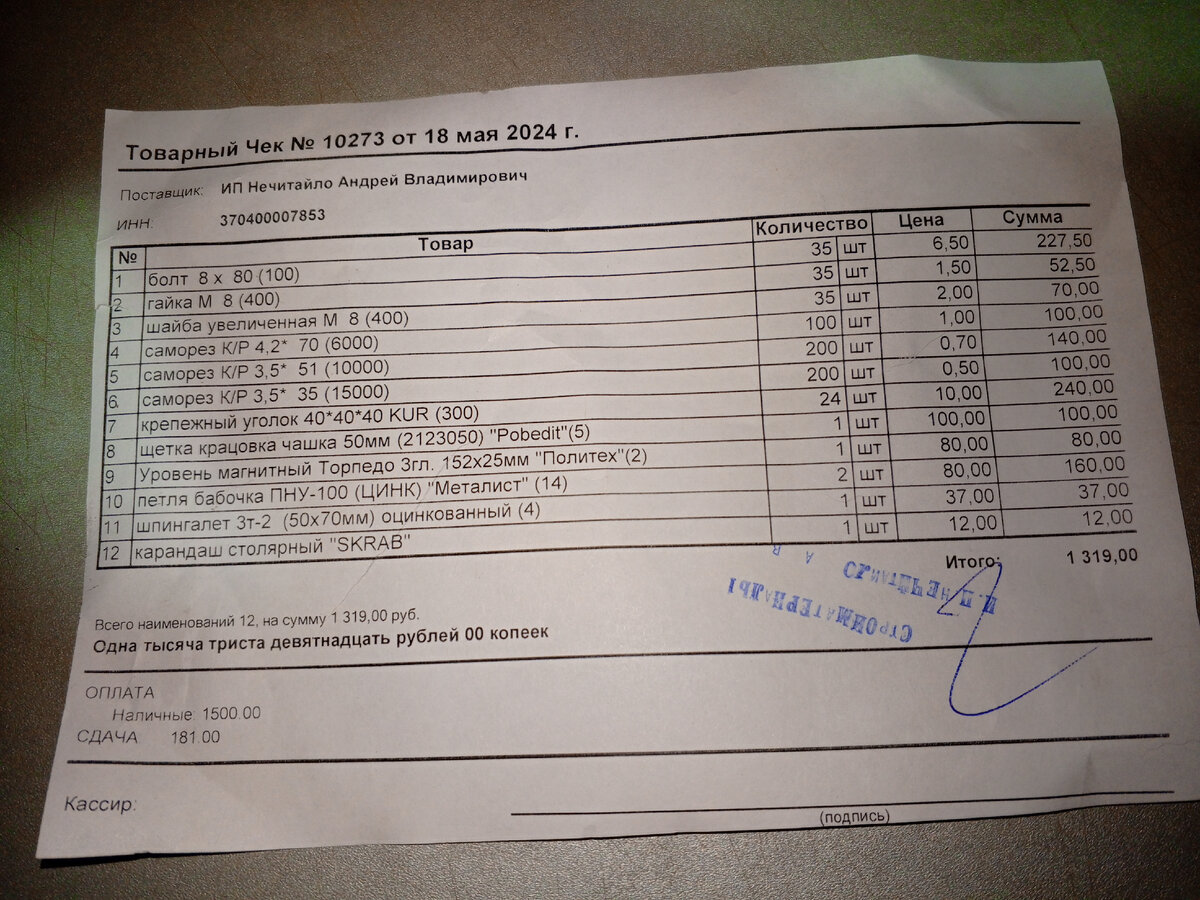 Товарный Чек № 10273 от 18 мая 2024 г.
Поставщик: ИП Нечитайло Андрей Владимирович
ИНН: 370400007853
№ Товар Количество Цена Сумма
1 болт 8 х 80 (100) 35 шт 6,50 227,50
2 гайка М 8 (400) 35 шт 1,50 52,50
3 шайба увеличенная М 8 (400) 35 шт 2,00 70,00
4 саморез К/Р 4,2* 70 (6000) 100 шт 1,00 100,00
5 саморез К/Р 3,5* 51 (10000) 200 шт 0,70 140,00
6 саморез К/Р 3,5* 35 (15000) 200 шт 0,50 100,00
7 крепежный уголок 40*40*40 KUR (300) 24 шт 10,00 240,00
8 щетка крацовка чашка 50мм (2123050) "Pobedit"(5) 1 шт 100,00 100,00
9 Уровень магнитный Торпедо 3гл. 152х25мм "Политех"(2) 1 шт 80,00 80,00
10 петля бабочка ПНУ-100 (ЦИНК) "Металист" (14) 2 шт 80,00 160,00
11 шпингалет 3т-2 (50х70мм) оцинкованный (4) 1 шт 37,00 37,00
12 карандаш столярный "SKRAB" 1 шт 12,00 12,00
Итого: 1 319,00
СТРОЙМАТЕРИАЛЫ
Всего наименований 12, на сумму 1 319,00 руб.
Одна тысяча триста девятнадцать рублей 00 копеек
ОПЛАТА
Наличные: 1500.00
СДАЧА 181.00
Кассир:
(подпись)